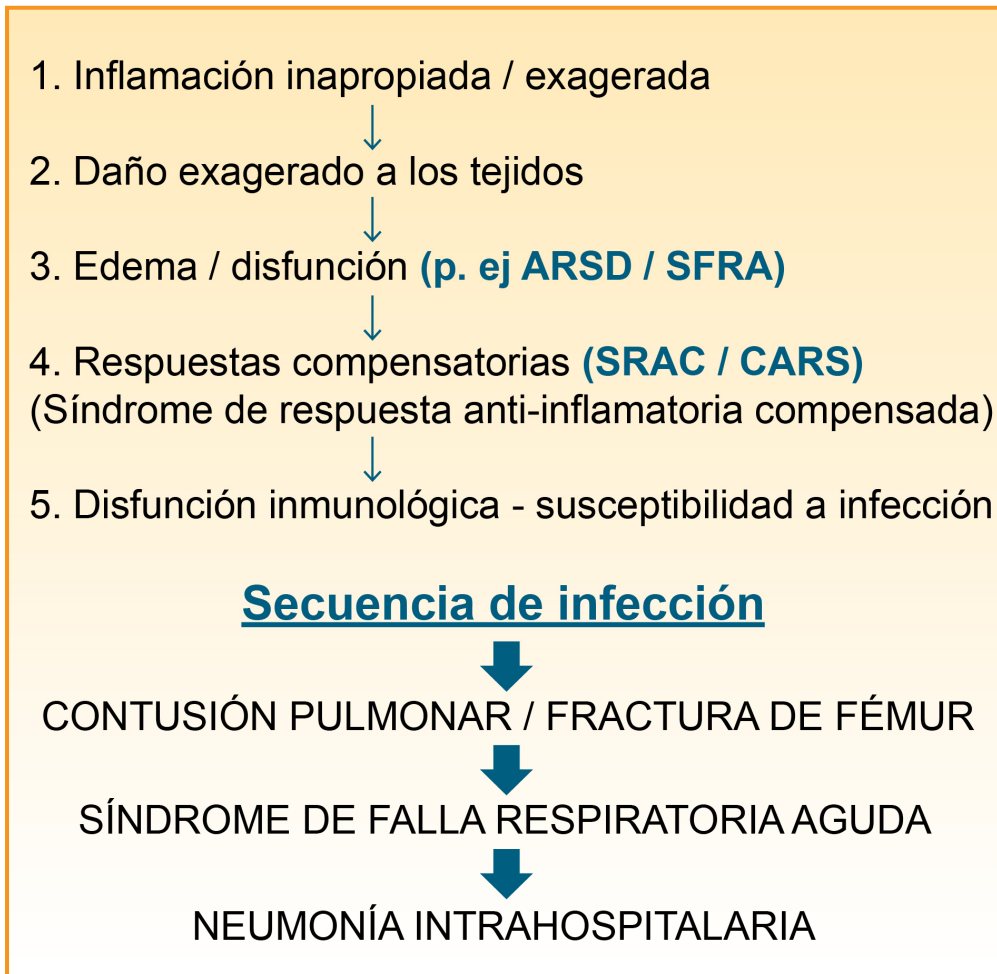 1. Inflamación inapropiada / exagerada
2. Daño exagerado a los tejidos
3. Edema / disfunción (p. ej ARSD / SFRA)
4. Respuestas compensatorias (SRAC / CARS)
(Síndrome de respuesta anti-inflamatoria compensada)
5. Disfunción inmunológica - susceptibilidad a infección
Secuencia de infección
CONTUSIÓN PULMONAR / FRACTURA DE FÉMUR
SÍNDROME DE FALLA RESPIRATORIA AGUDA
NEUMONÍA INTRAHOSPITALARIA